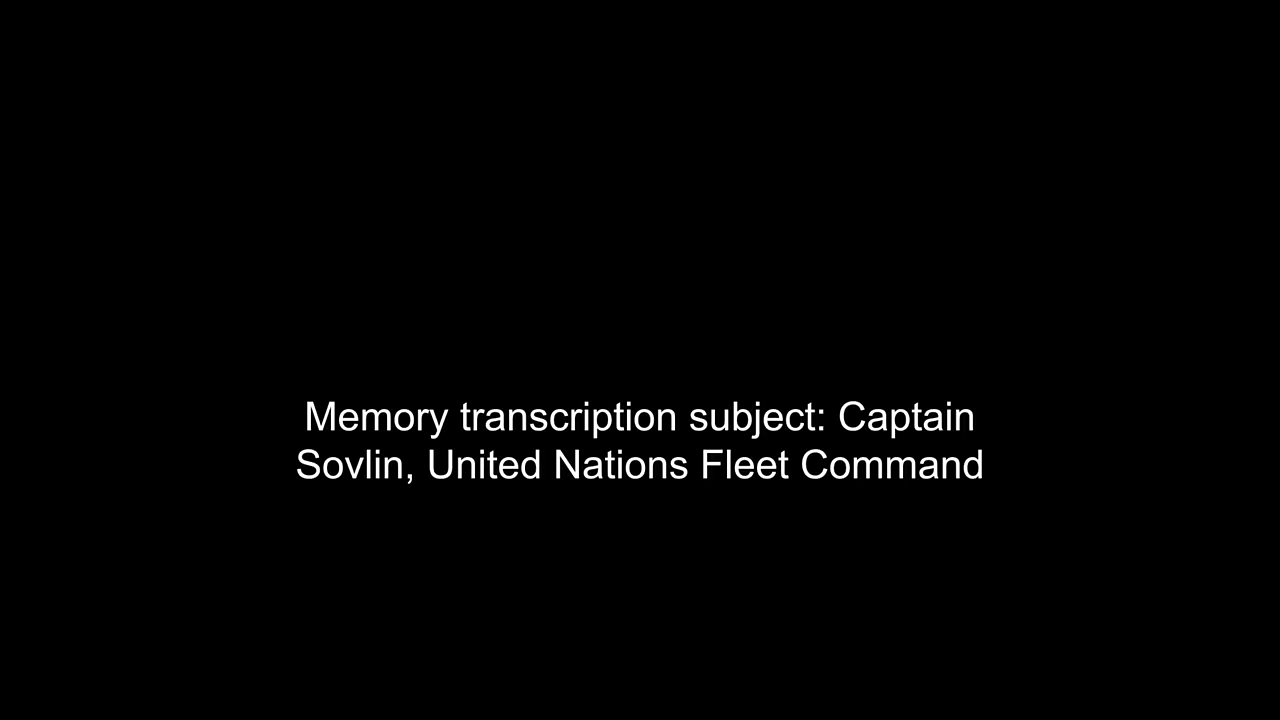 Memory transcription subject: Captain
Sovlin, United Nations Fleet Command